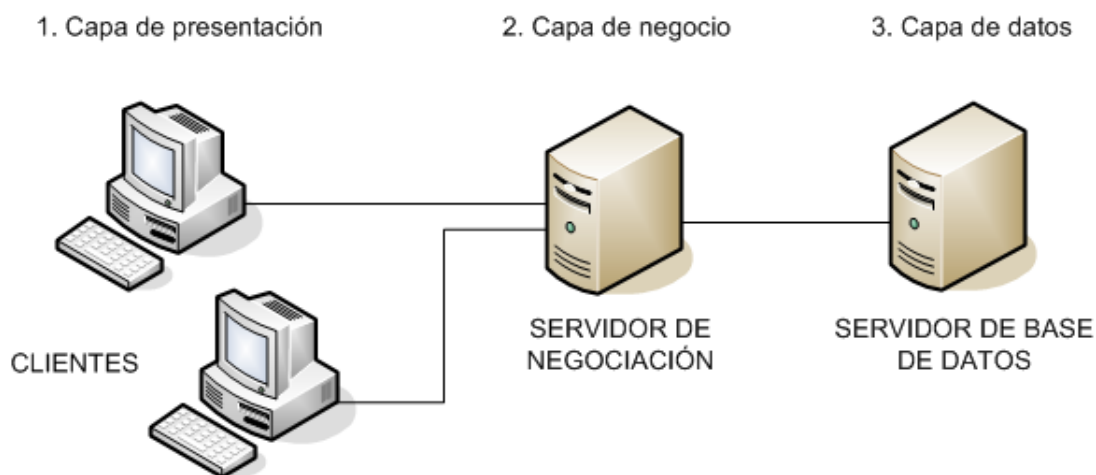 1. Capa de presentación
2. Capa de negocio
3. Capa de datos
CLIENTES
SERVIDOR DE
NEGOCIACIÓN
SERVIDOR DE BASE
DE DATOS